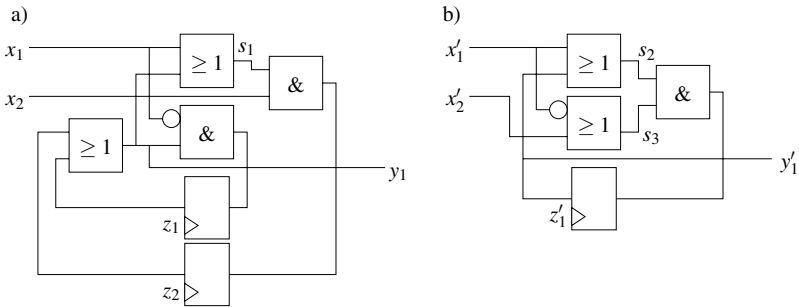 a)
x₁
x₂
≥ 1
s₁
&
&
≥ 1
y₁
z₁
z₂
b)
x′₁
x′₂
≥ 1
s₂
&
≥ 1
s₃
y′₁
z′₁